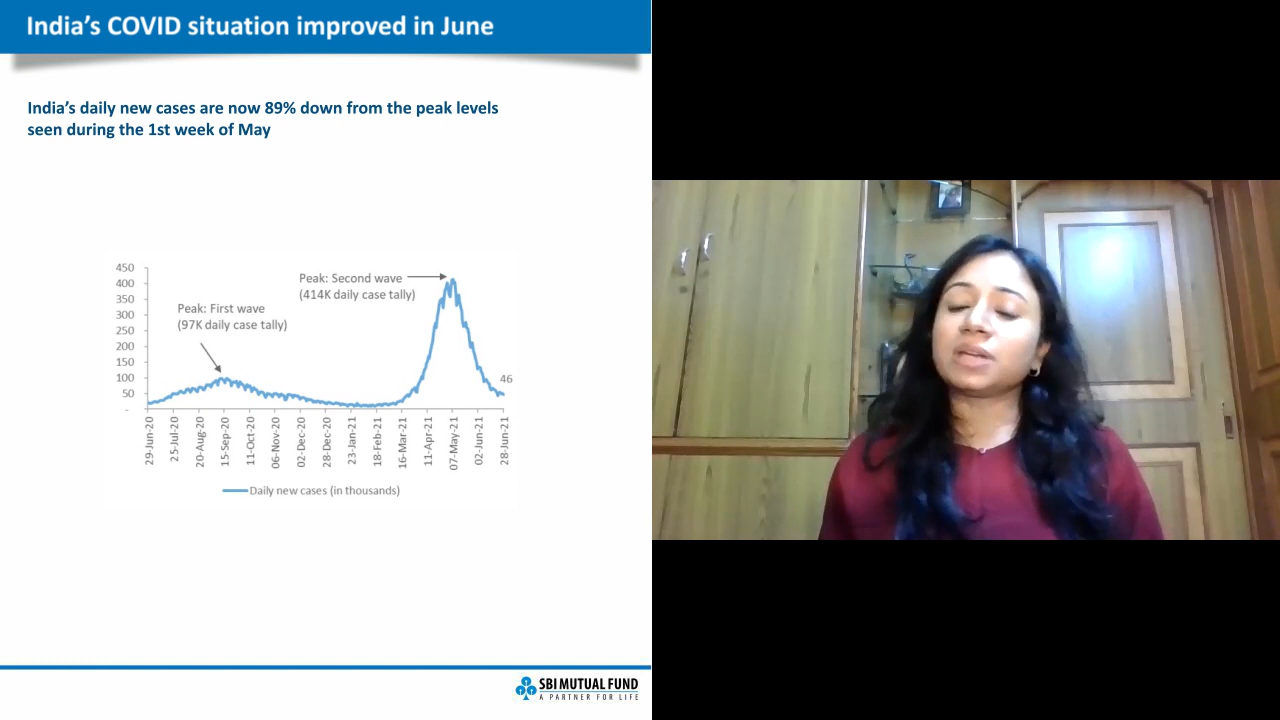 India's COVID situation improved in June
India's daily new cases are now 89% down from the peak levels
seen during the 1st week of May
450
400
350
300
250
200
150
100
50
-
Peak: First wave
(97K daily case tally)
Peak: Second wave
(414K daily case tally)
46
29-Jun-20
25-Jul-20
20-Aug-20
15-Sep-20
11-Oct-20
06-Nov-20
02-Dec-20
28-Dec-20
23-Jan-21
18-Feb-21
16-Mar-21
11-Apr-21
07-May-21
02-Jun-21
28-Jun-21
Daily new cases (in thousands)
SBI MUTUAL FUND
A PARTNER FOR LIFE